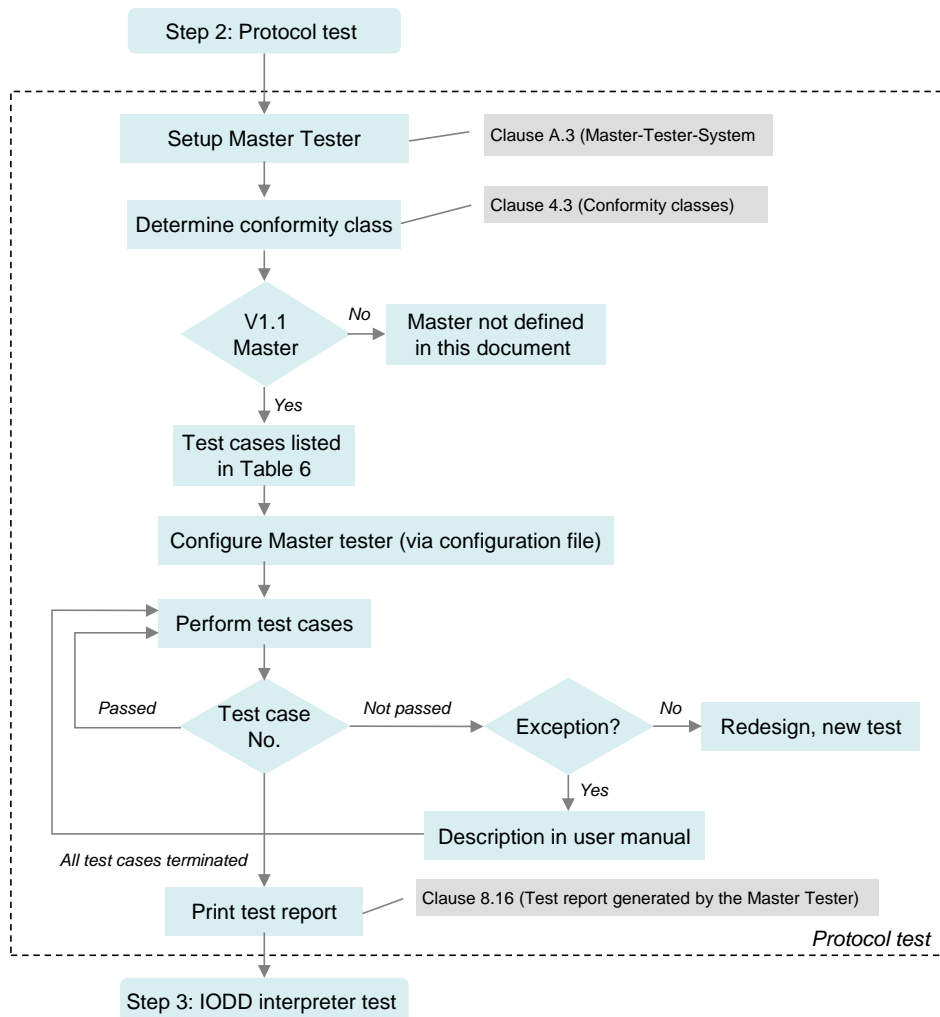 Step 2: Protocol test
Setup Master Tester
Clause A.3 (Master-Tester-System
Determine conformity class
Clause 4.3 (Conformity classes)
V1.1
Master
No
Master not defined
in this document
Yes
Test cases listed
in Table 6
Configure Master tester (via configuration file)
Perform test cases
Passed
Test case
No.
Not passed
Exception?
No
Redesign, new test
Yes
Description in user manual
All test cases terminated
Print test report
Clause 8.16 (Test report generated by the Master Tester)
Protocol test
Step 3: IODD interpreter test